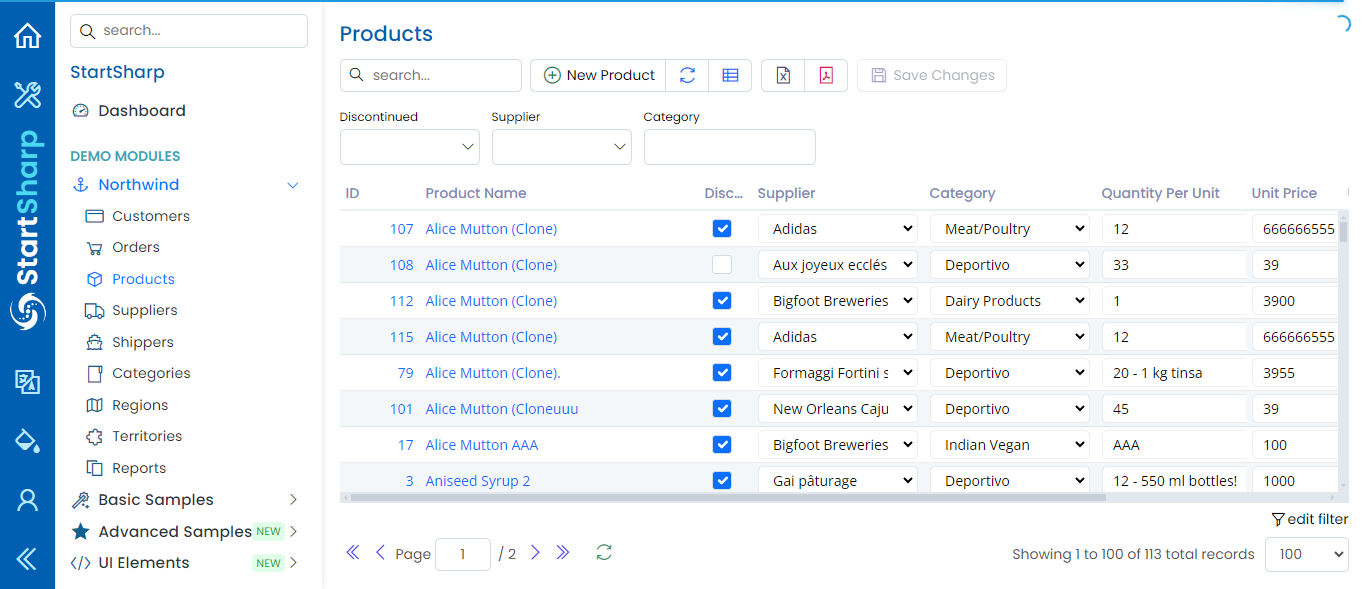 StartSharp
search...
StartSharp
Dashboard
DEMO MODULES
Northwind
Customers
Orders
Products
Suppliers
Shippers
Categories
Regions
Territories
Reports
Basic Samples
Advanced Samples NEW
UI Elements NEW
Products
search... New Product Save Changes
Discontinued Supplier Category
ID Product Name Disc... Supplier Category Quantity Per Unit Unit Price
107 Alice Mutton (Clone) Adidas Meat/Poultry 12 666666555
108 Alice Mutton (Clone) Aux joyeux ecclés Deportivo 33 39
112 Alice Mutton (Clone) Bigfoot Breweries Dairy Products 1 3900
115 Alice Mutton (Clone) Adidas Meat/Poultry 12 666666555
79 Alice Mutton (Clone). Formaggi Fortini s Deportivo 20 - 1 kg tinsa 3955
101 Alice Mutton (Cloneuuu New Orleans Caju Deportivo 45 39
17 Alice Mutton AAA Bigfoot Breweries Indian Vegan AAA 100
3 Aniseed Syrup 2 Gai pâturage Deportivo 12 - 550 ml bottles! 1000
edit filter
Page 1 / 2 Showing 1 to 100 of 113 total records 100